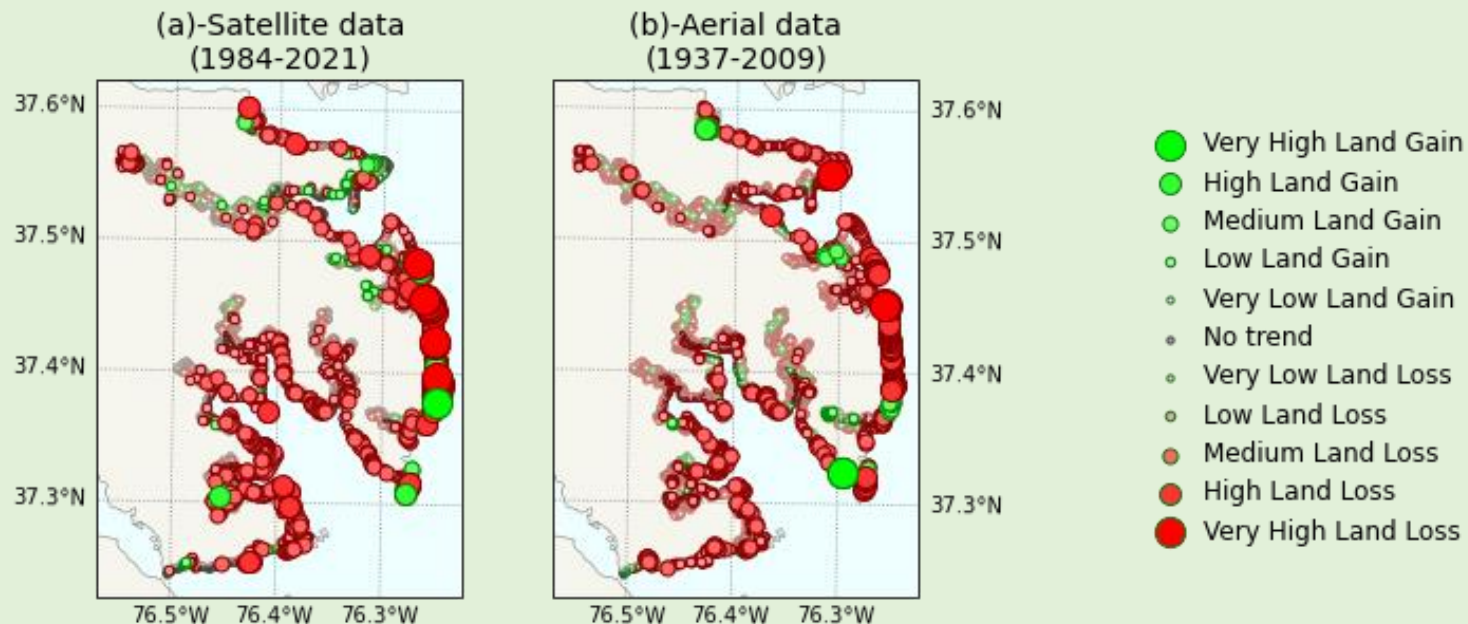 (a)-Satellite data
(1984-2021)
(b)-Aerial data
(1937-2009)
37.6°N
37.5°N
37.4°N
37.3°N
76.5°W 76.4°W 76.3°W
37.6°N
37.5°N
37.4°N
37.3°N
76.5°W 76.4°W 76.3°W
Very High Land Gain
High Land Gain
Medium Land Gain
Low Land Gain
Very Low Land Gain
No trend
Very Low Land Loss
Low Land Loss
Medium Land Loss
High Land Loss
Very High Land Loss